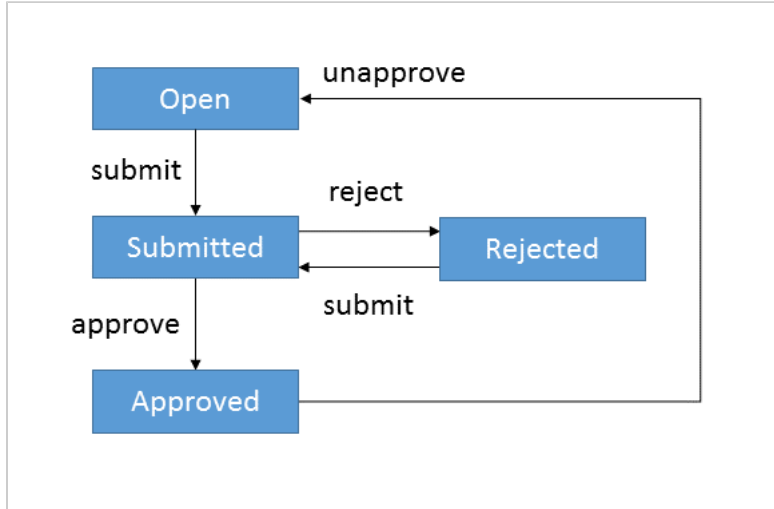 unapprove
Open
submit
reject
Submitted
Rejected
submit
approve
Approved